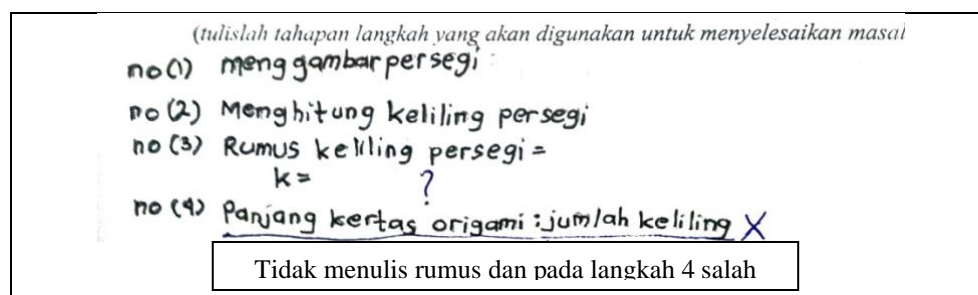 (tulislah tahapan langkah yang akan digunakan untuk menyelesaikan masal
no (1) menggambar persegi
no (2) Menghitung keliling persegi
no (3) Rumus keliling persegi =
k = ?
no (4) Panjang kertas origami : jumlah keliling X
Tidak menulis rumus dan pada langkah 4 salah